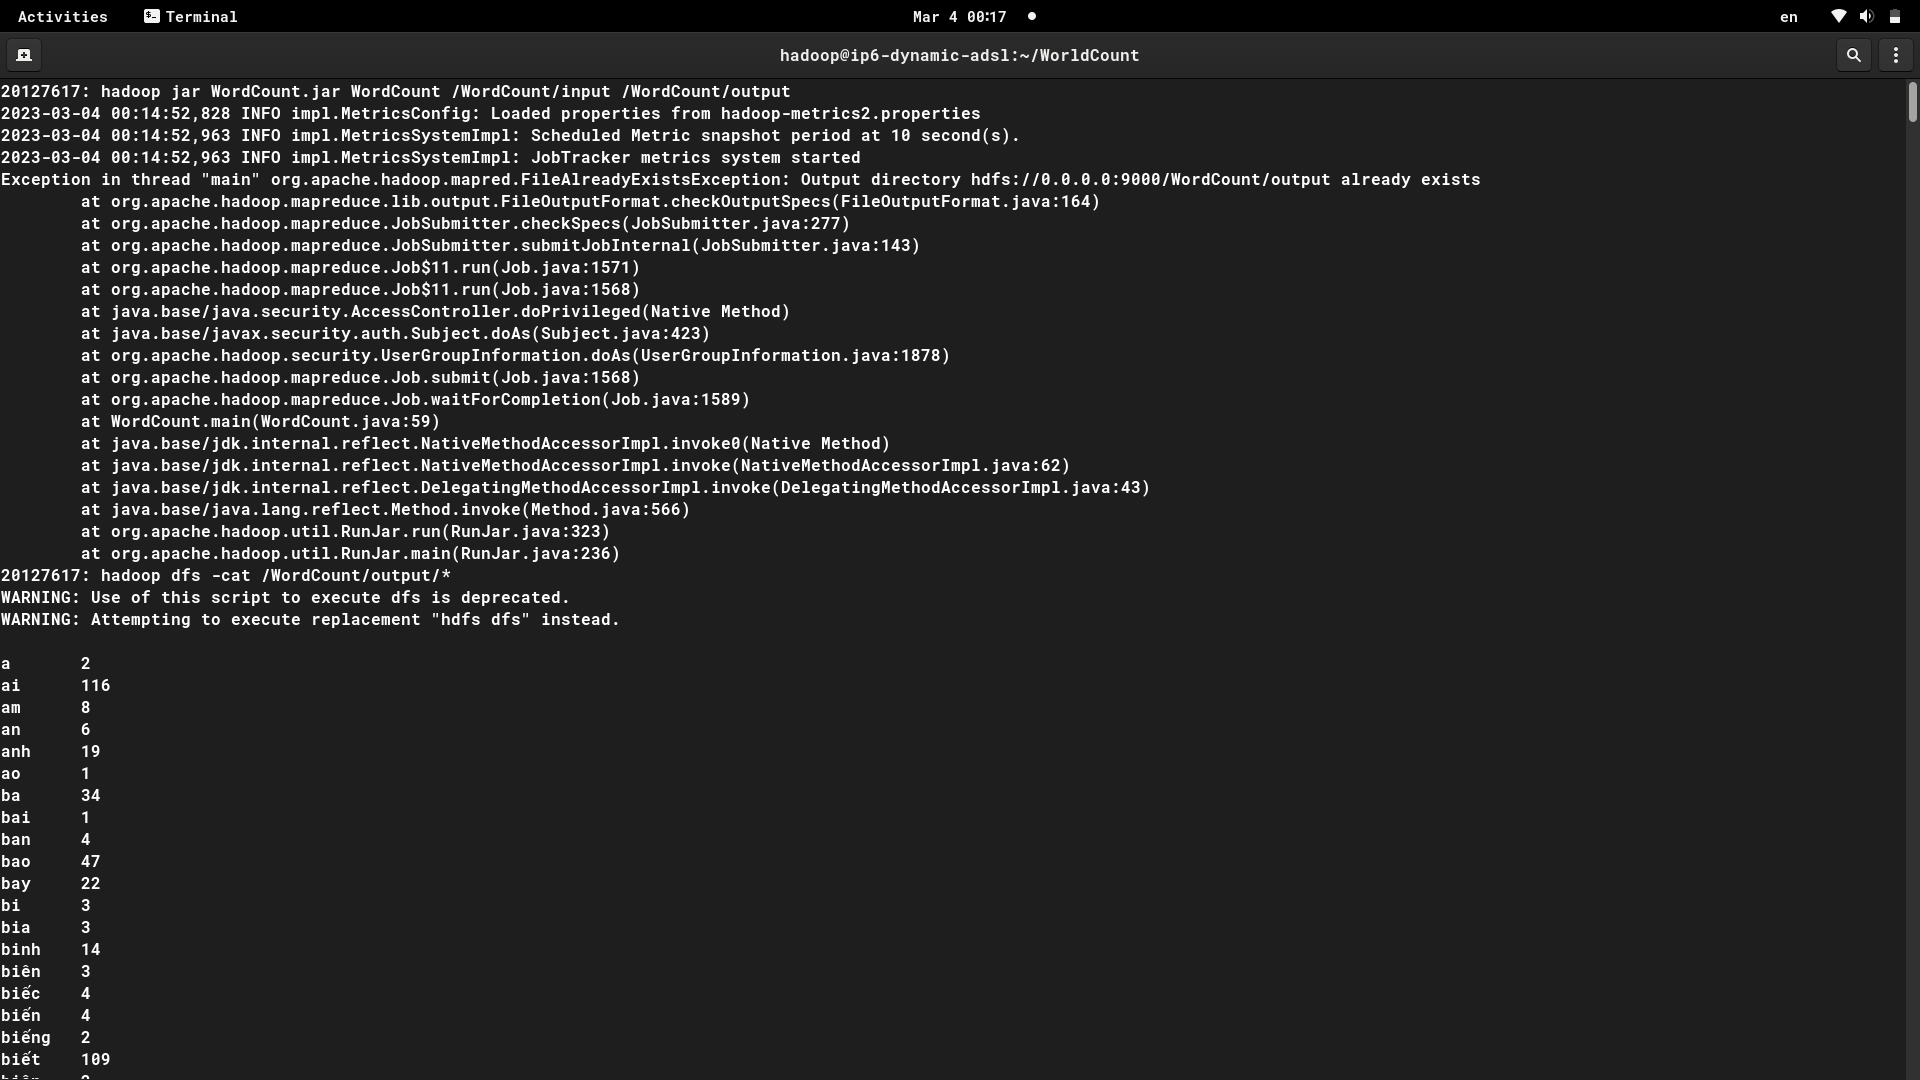 Activities Terminal Mar 4 00:17 en
hadoop@ip6-dynamic-adsl:~/WorldCount
20127617: hadoop jar WordCount.jar WordCount /WordCount/input /WordCount/output
2023-03-04 00:14:52,828 INFO impl.MetricsConfig: Loaded properties from hadoop-metrics2.properties
2023-03-04 00:14:52,963 INFO impl.MetricsSystemImpl: Scheduled Metric snapshot period at 10 second(s).
2023-03-04 00:14:52,963 INFO impl.MetricsSystemImpl: JobTracker metrics system started
Exception in thread "main" org.apache.hadoop.mapred.FileAlreadyExistsException: Output directory hdfs://0.0.0.0:9000/WordCount/output already exists
at org.apache.hadoop.mapreduce.lib.output.FileOutputFormat.checkOutputSpecs(FileOutputFormat.java:164)
at org.apache.hadoop.mapreduce.JobSubmitter.checkSpecs(JobSubmitter.java:277)
at org.apache.hadoop.mapreduce.JobSubmitter.submitJobInternal(JobSubmitter.java:143)
at org.apache.hadoop.mapreduce.Job$11.run(Job.java:1571)
at org.apache.hadoop.mapreduce.Job$11.run(Job.java:1568)
at java.base/java.security.AccessController.doPrivileged(Native Method)
at java.base/javax.security.auth.Subject.doAs(Subject.java:423)
at org.apache.hadoop.security.UserGroupInformation.doAs(UserGroupInformation.java:1878)
at org.apache.hadoop.mapreduce.Job.submit(Job.java:1568)
at org.apache.hadoop.mapreduce.Job.waitForCompletion(Job.java:1589)
at WordCount.main(WordCount.java:59)
at java.base/jdk.internal.reflect.NativeMethodAccessorImpl.invoke0(Native Method)
at java.base/jdk.internal.reflect.NativeMethodAccessorImpl.invoke(NativeMethodAccessorImpl.java:62)
at java.base/jdk.internal.reflect.DelegatingMethodAccessorImpl.invoke(DelegatingMethodAccessorImpl.java:43)
at java.base/java.lang.reflect.Method.invoke(Method.java:566)
at org.apache.hadoop.util.RunJar.run(RunJar.java:323)
at org.apache.hadoop.util.RunJar.main(RunJar.java:236)
20127617: hadoop dfs -cat /WordCount/output/*
WARNING: Use of this script to execute dfs is deprecated.
WARNING: Attempting to execute replacement "hdfs dfs" instead.
a 2
ai 116
am 8
an 6
anh 19
ao 1
ba 34
bai 1
ban 4
bao 47
bay 22
bi 3
bia 3
binh 14
biên 3
biếc 4
biến 4
biếng 2
biết 109